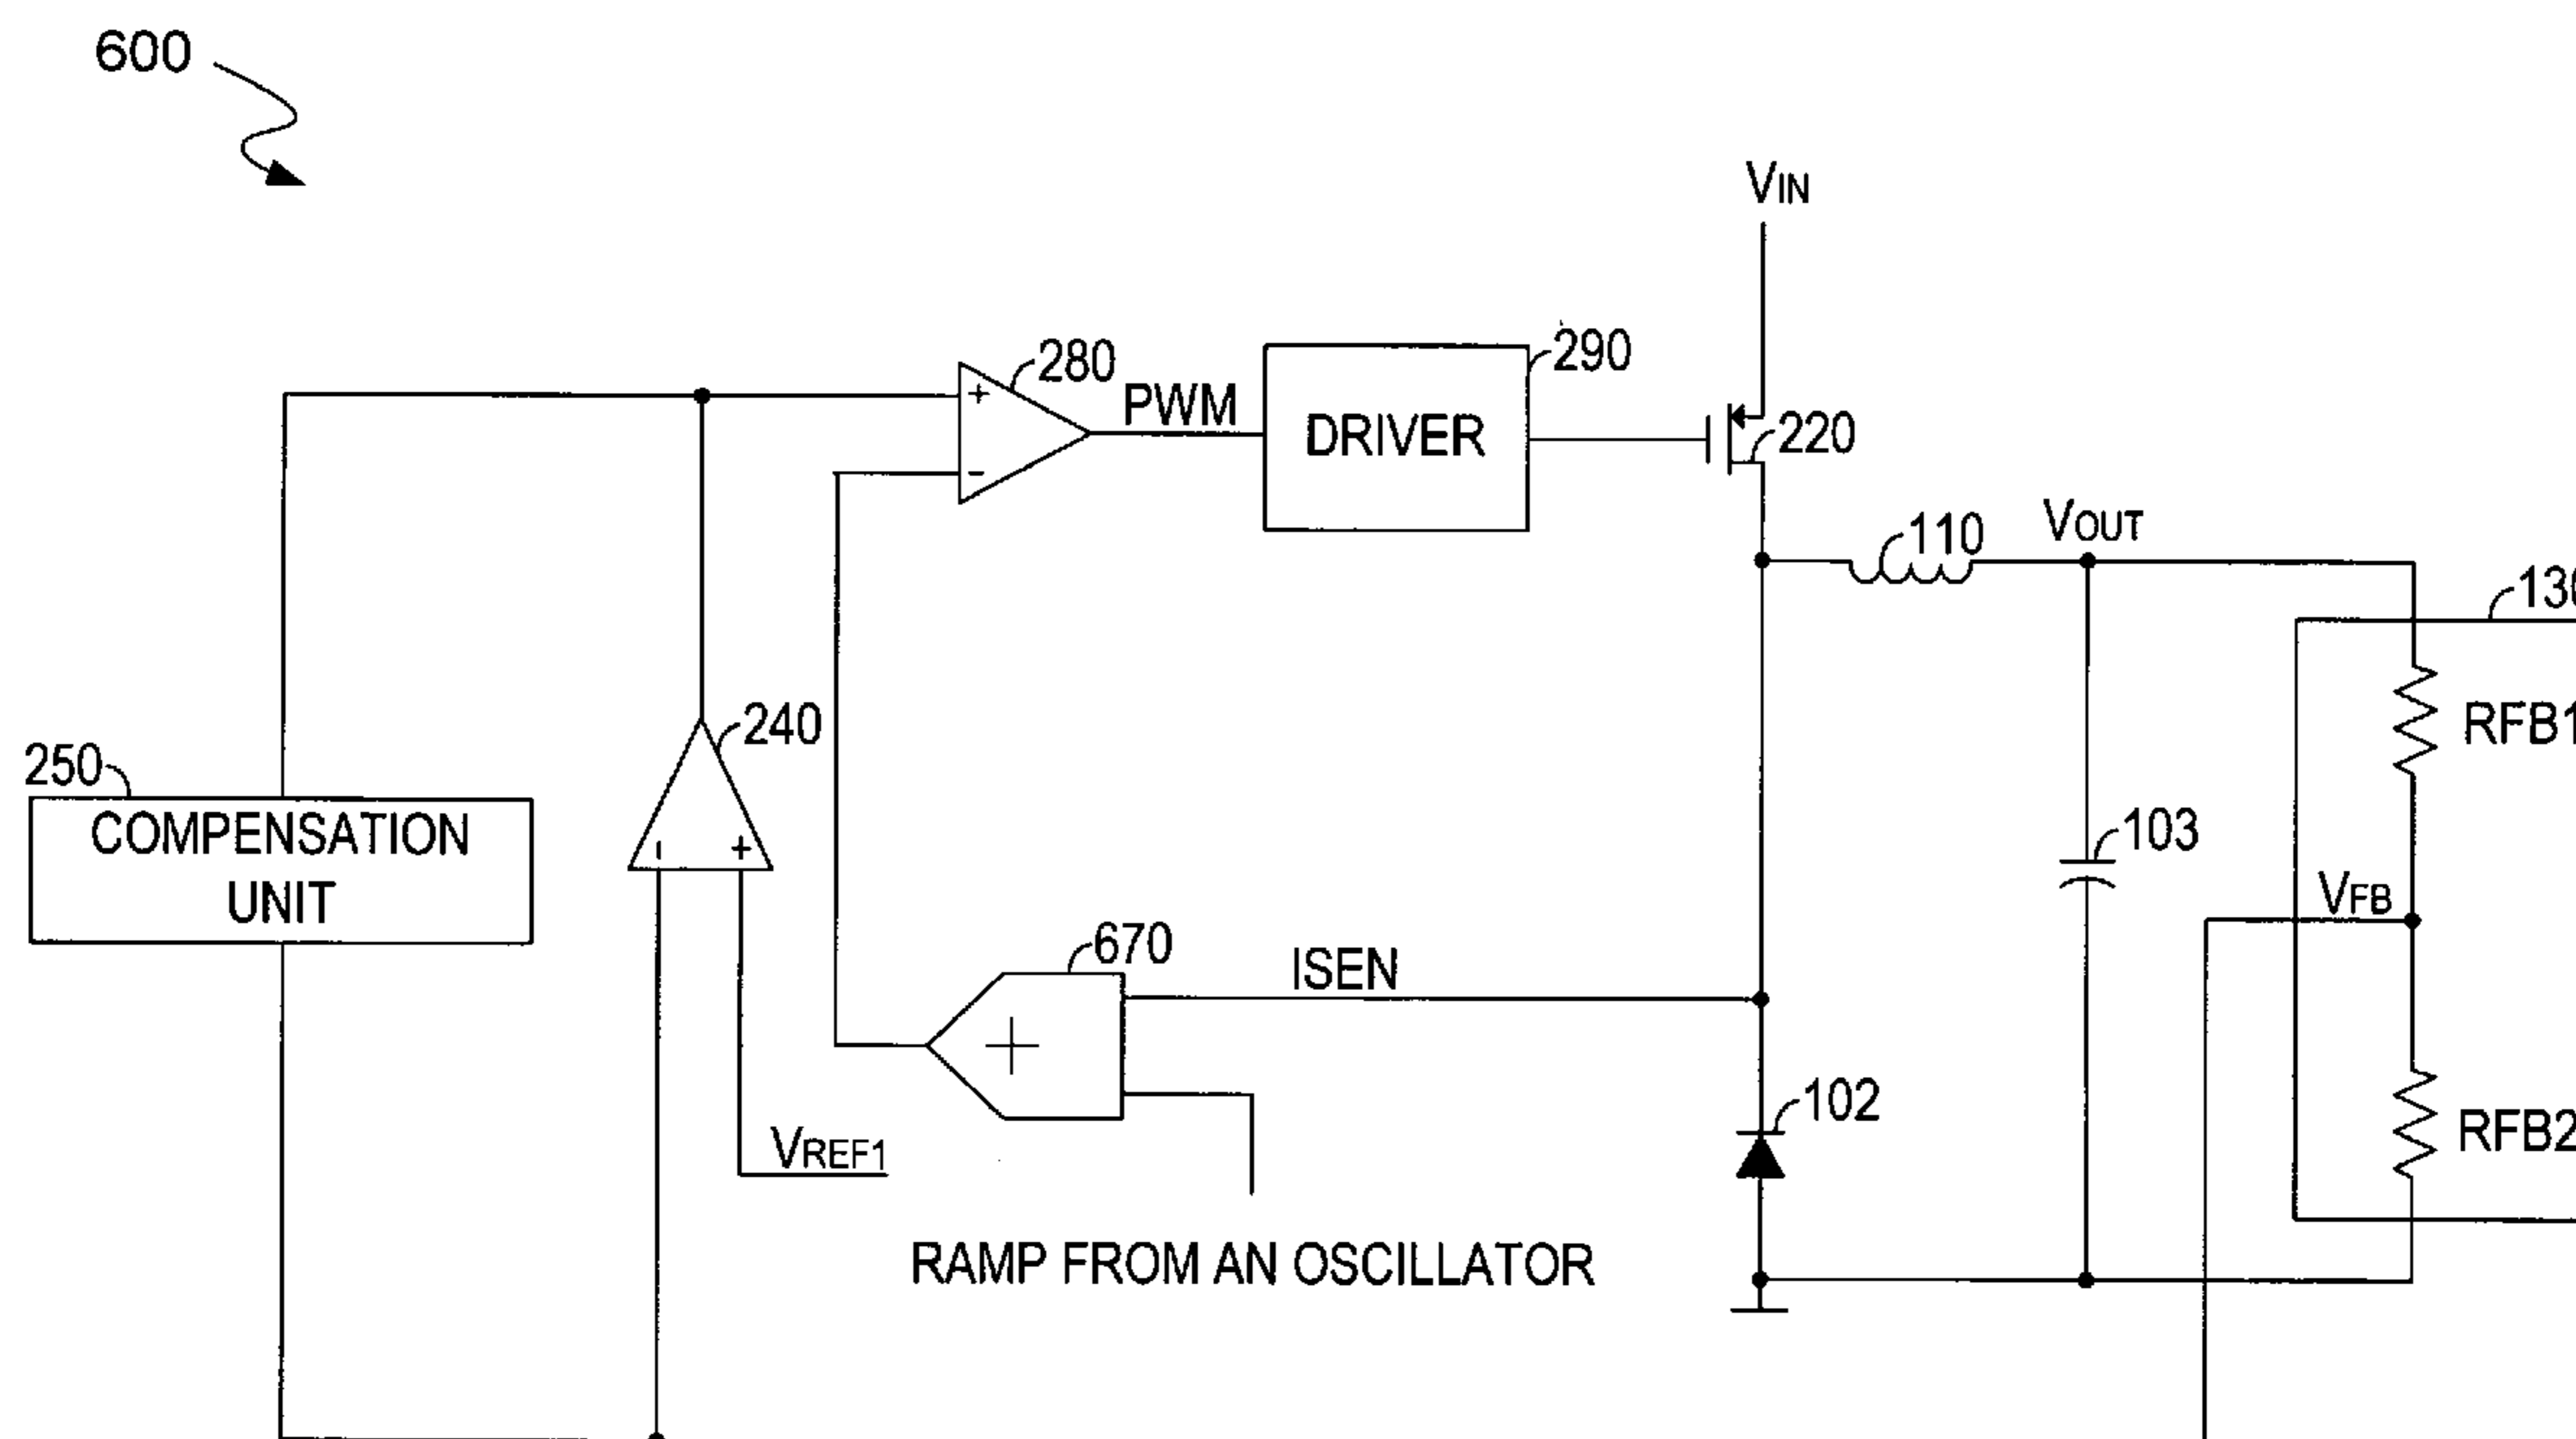 600
VIN
280
PWM
DRIVER
290
220
110
VOUT
130
RFB1
240
250
COMPENSATION
UNIT
103
VFB
670
ISEN
102
VREF1
RFB2
RAMP FROM AN OSCILLATOR